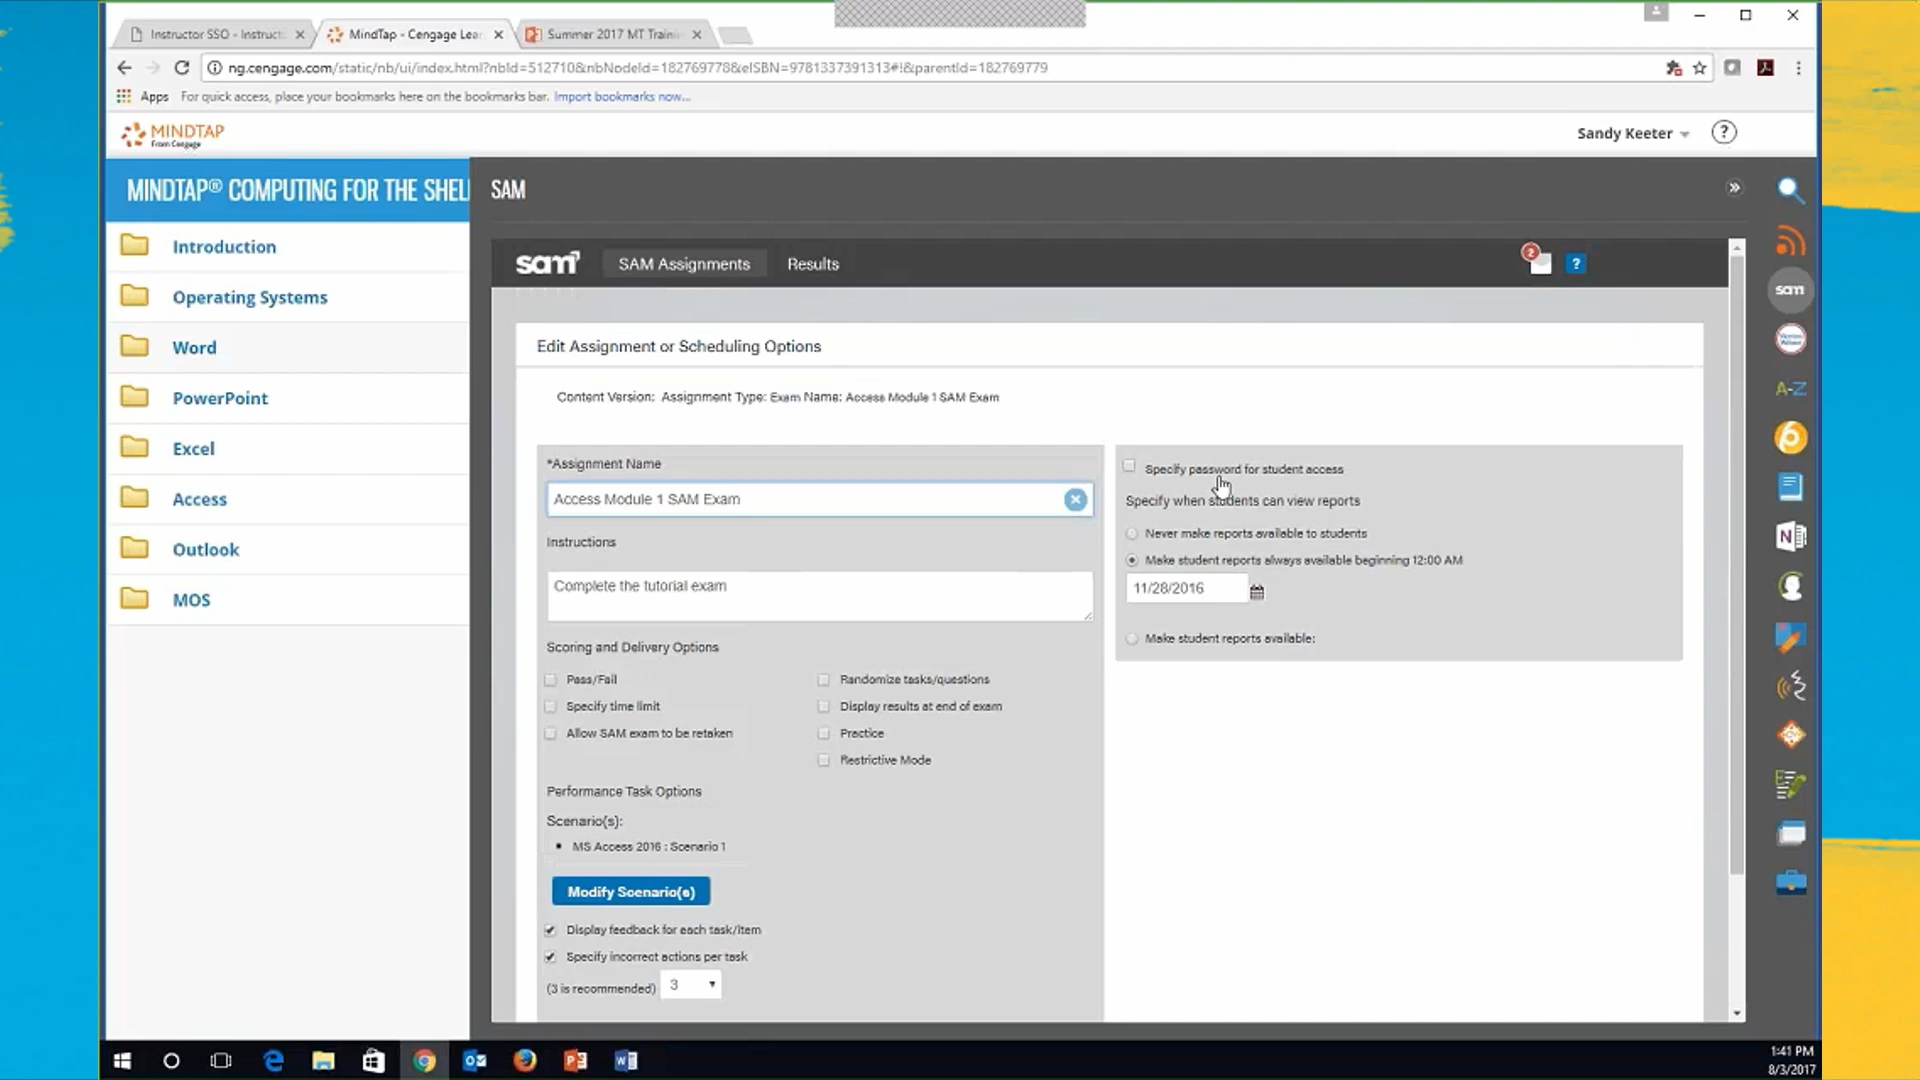 Instructor SSO - Instruct
MindTap - Cengage Lea
Summer 2017 MT Traini
ng.cengage.com/static/nb/ui/index.html?nbId=512710&nbNodeId=182769778&eISBN=9781337391313#!&parentId=182769779
Apps For quick access, place your bookmarks here on the bookmarks bar. Import bookmarks now...
MINDTAP
From Cengage
Sandy Keeter
?
MINDTAP® COMPUTING FOR THE SHEL
SAM
»
Introduction
Operating Systems
Word
PowerPoint
Excel
Access
Outlook
MOS
sam
SAM Assignments
Results
2
?
Edit Assignment or Scheduling Options
Content Version: Assignment Type: Exam Name: Access Module 1 SAM Exam
*Assignment Name
Access Module 1 SAM Exam
Instructions
Complete the tutorial exam
Scoring and Delivery Options
Pass/Fail
Specify time limit
Allow SAM exam to be retaken
Randomize tasks/questions
Display results at end of exam
Practice
Restrictive Mode
Performance Task Options
Scenario(s):
• MS Access 2016 : Scenario 1
Modify Scenario(s)
Display feedback for each task/item
Specify incorrect actions per task
(3 is recommended) 3
Specify password for student access
Specify when students can view reports
Never make reports available to students
Make student reports always available beginning 12:00 AM
11/28/2016
Make student reports available:
sam
A-Z
N
1:41 PM
8/3/2017